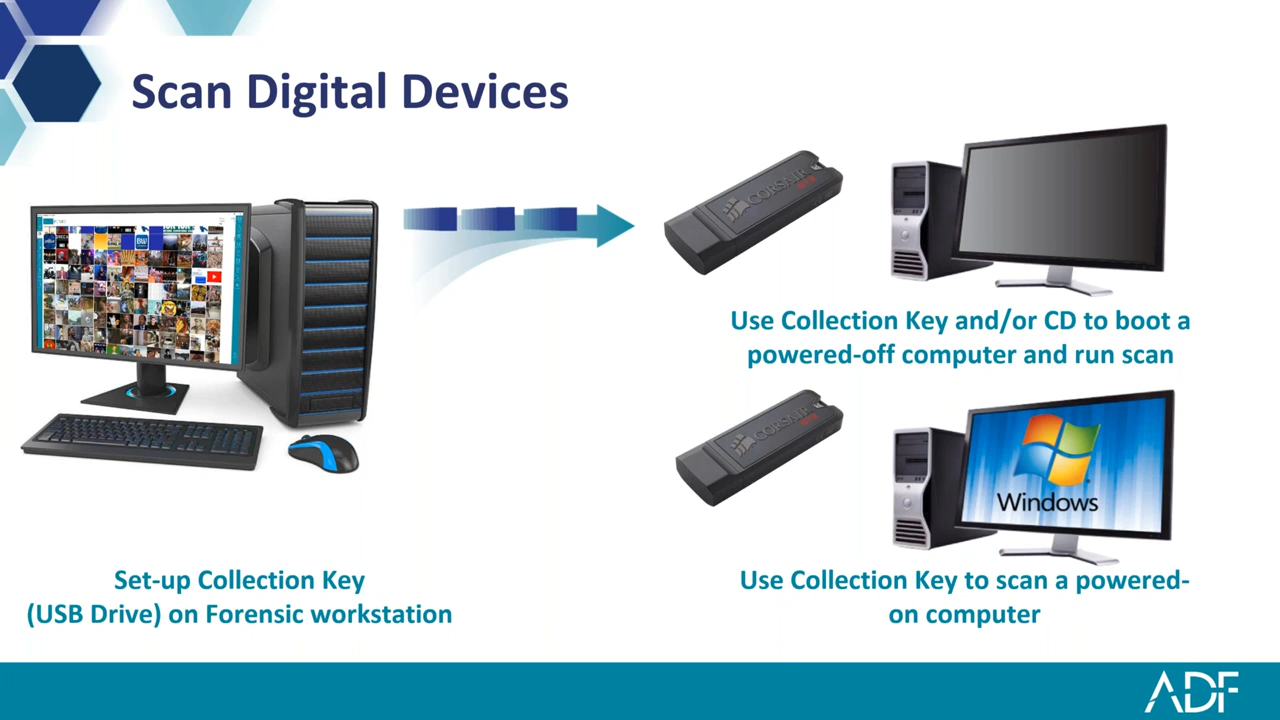 Scan Digital Devices
CORSAIR
Use Collection Key and/or CD to boot a
powered-off computer and run scan
CORSAIR
Windows
Set-up Collection Key
(USB Drive) on Forensic workstation
Use Collection Key to scan a powered-
on computer
ADF